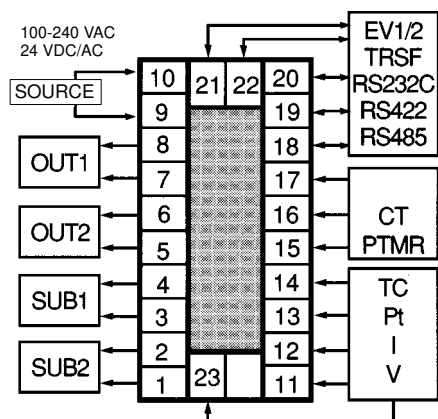 100-240 VAC
24 VDC/AC
SOURCE
OUT1
OUT2
SUB1
SUB2
10
9
8
7
6
5
4
3
2
1
21
22
23
20
19
18
17
16
15
14
13
12
11
EV1/2
TRSF
RS232C
RS422
RS485
CT
PTMR
TC
Pt
I
V